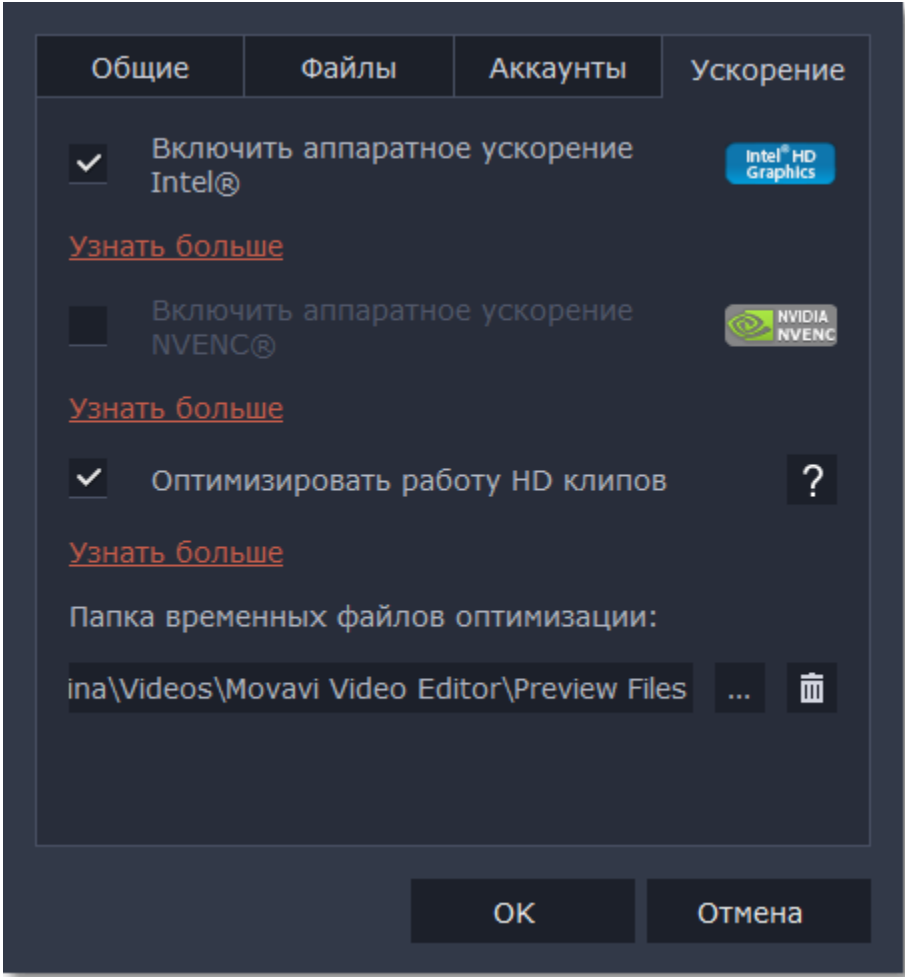 Общие Файлы Аккаунты Ускорение
Включить аппаратное ускорение
Intel®
Intel® HD
Graphics
Узнать больше
Включить аппаратное ускорение
NVENC®
NVIDIA
NVENC
Узнать больше
Оптимизировать работу HD клипов
?
Узнать больше
Папка временных файлов оптимизации:
ina\Videos\Movavi Video Editor\Preview Files ...
OK Отмена